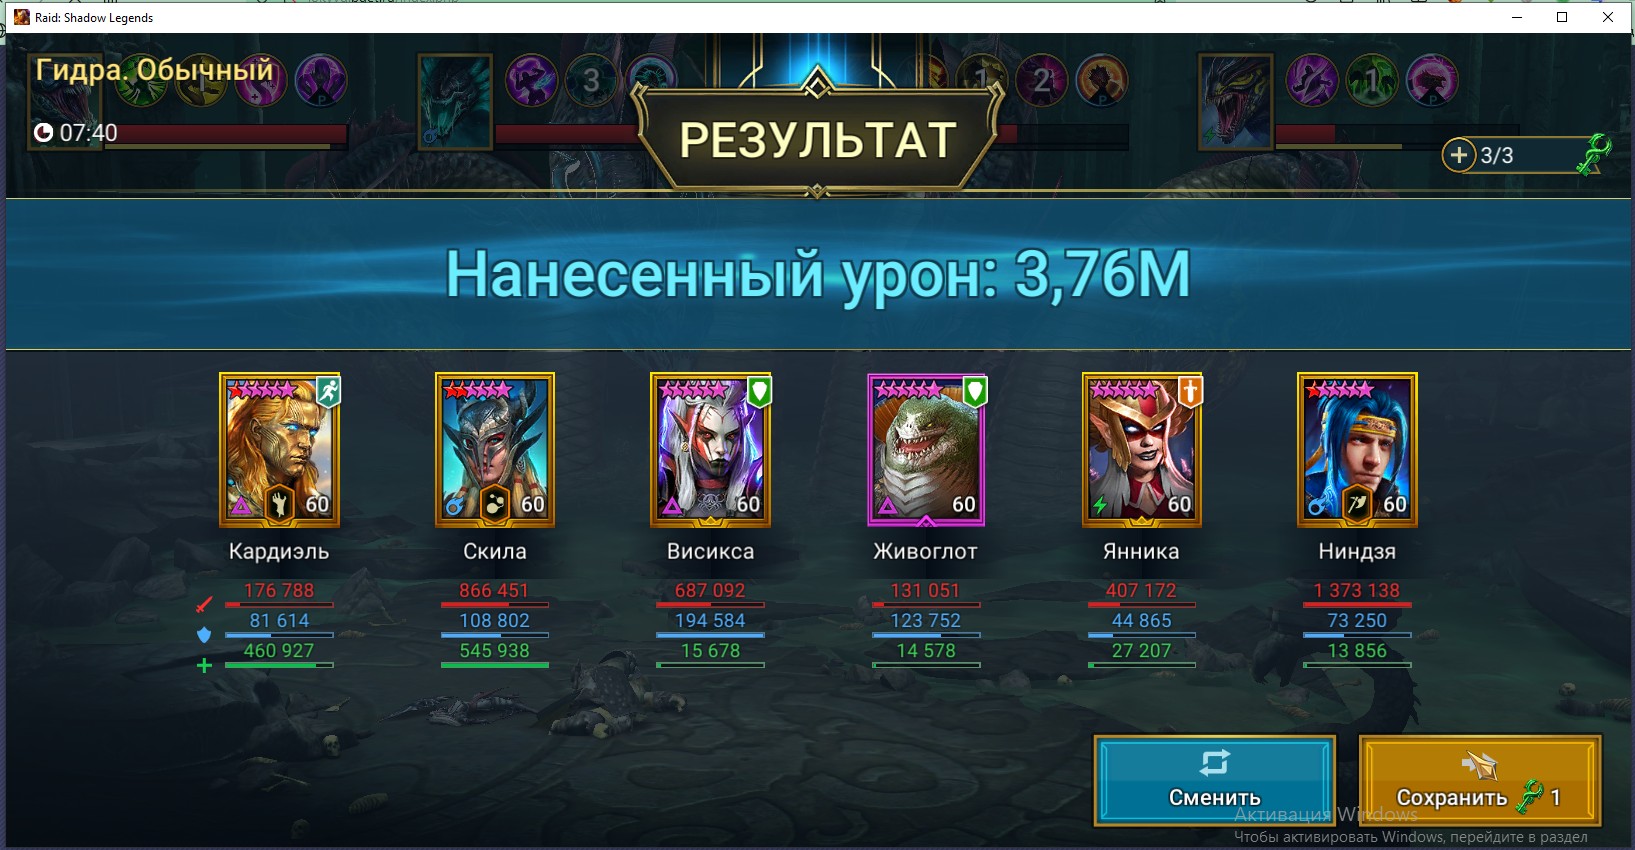 Raid: Shadow Legends
Гидра. Обычный
07:40
1
3
1
2
1
P
P
P
P
РЕЗУЛЬТАТ
3/3
Нанесенный урон: 3,76М
60
60
60
60
60
60
Кардиэль
Скила
Висикса
Живоглот
Янника
Ниндзя
176 788
866 451
687 092
131 051
407 172
1 373 138
81 614
108 802
194 584
123 752
44 865
73 250
460 927
545 938
15 678
14 578
27 207
13 856
Сменить
Сохранить 1
Активация Windows
Чтобы активировать Windows, перейдите в раздел